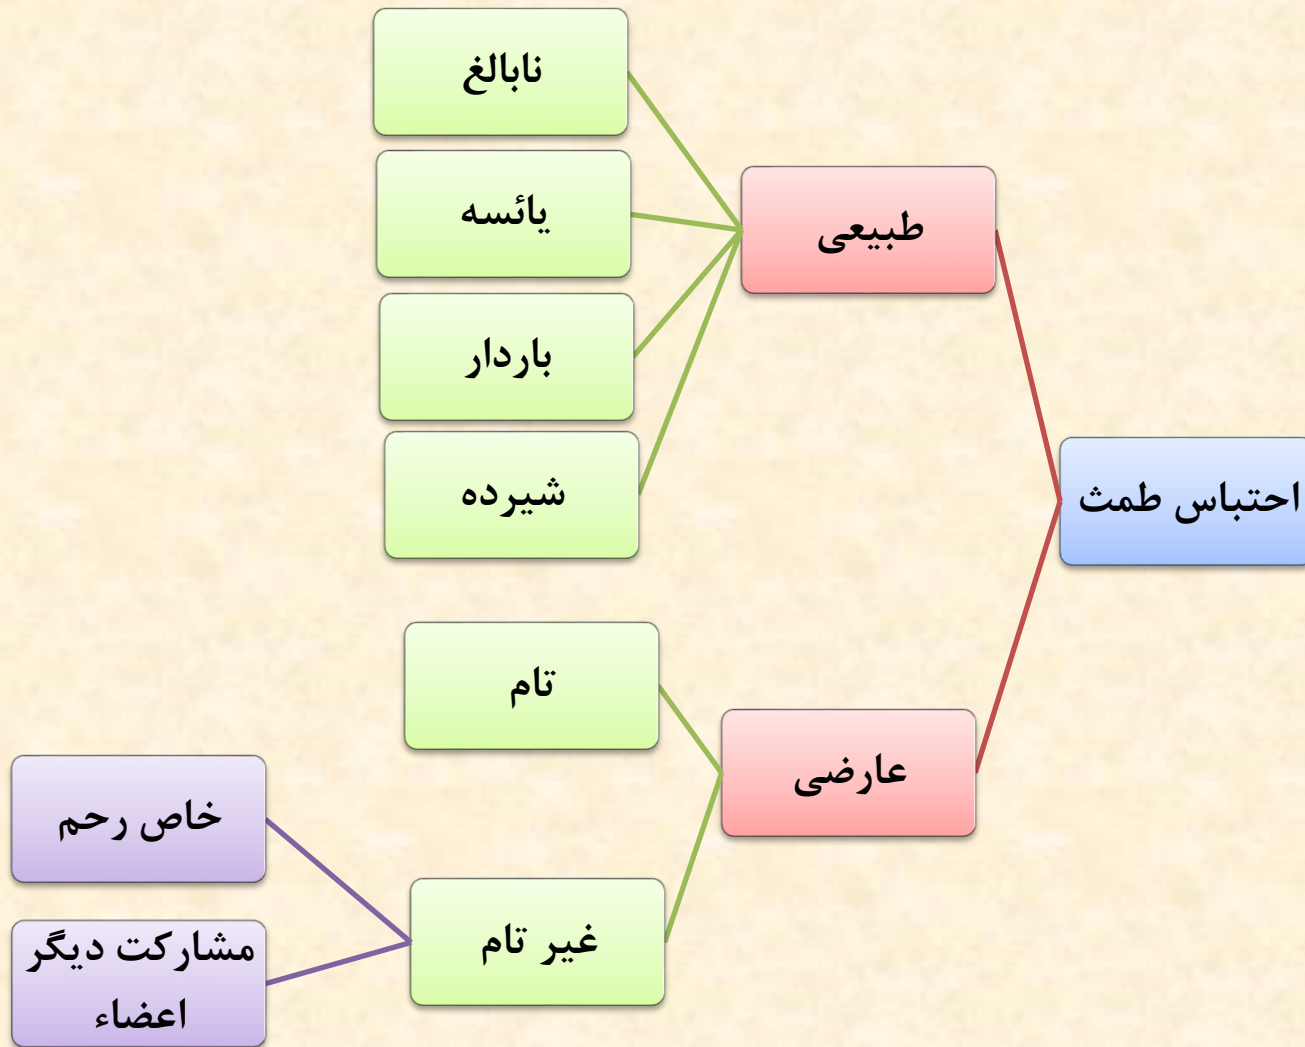 احتباس طمث
طبیعی
نابالغ
یائسه
باردار
شیرده
عارضی
تام
غیر تام
خاص رحم
مشارکت دیگر
اعضاء